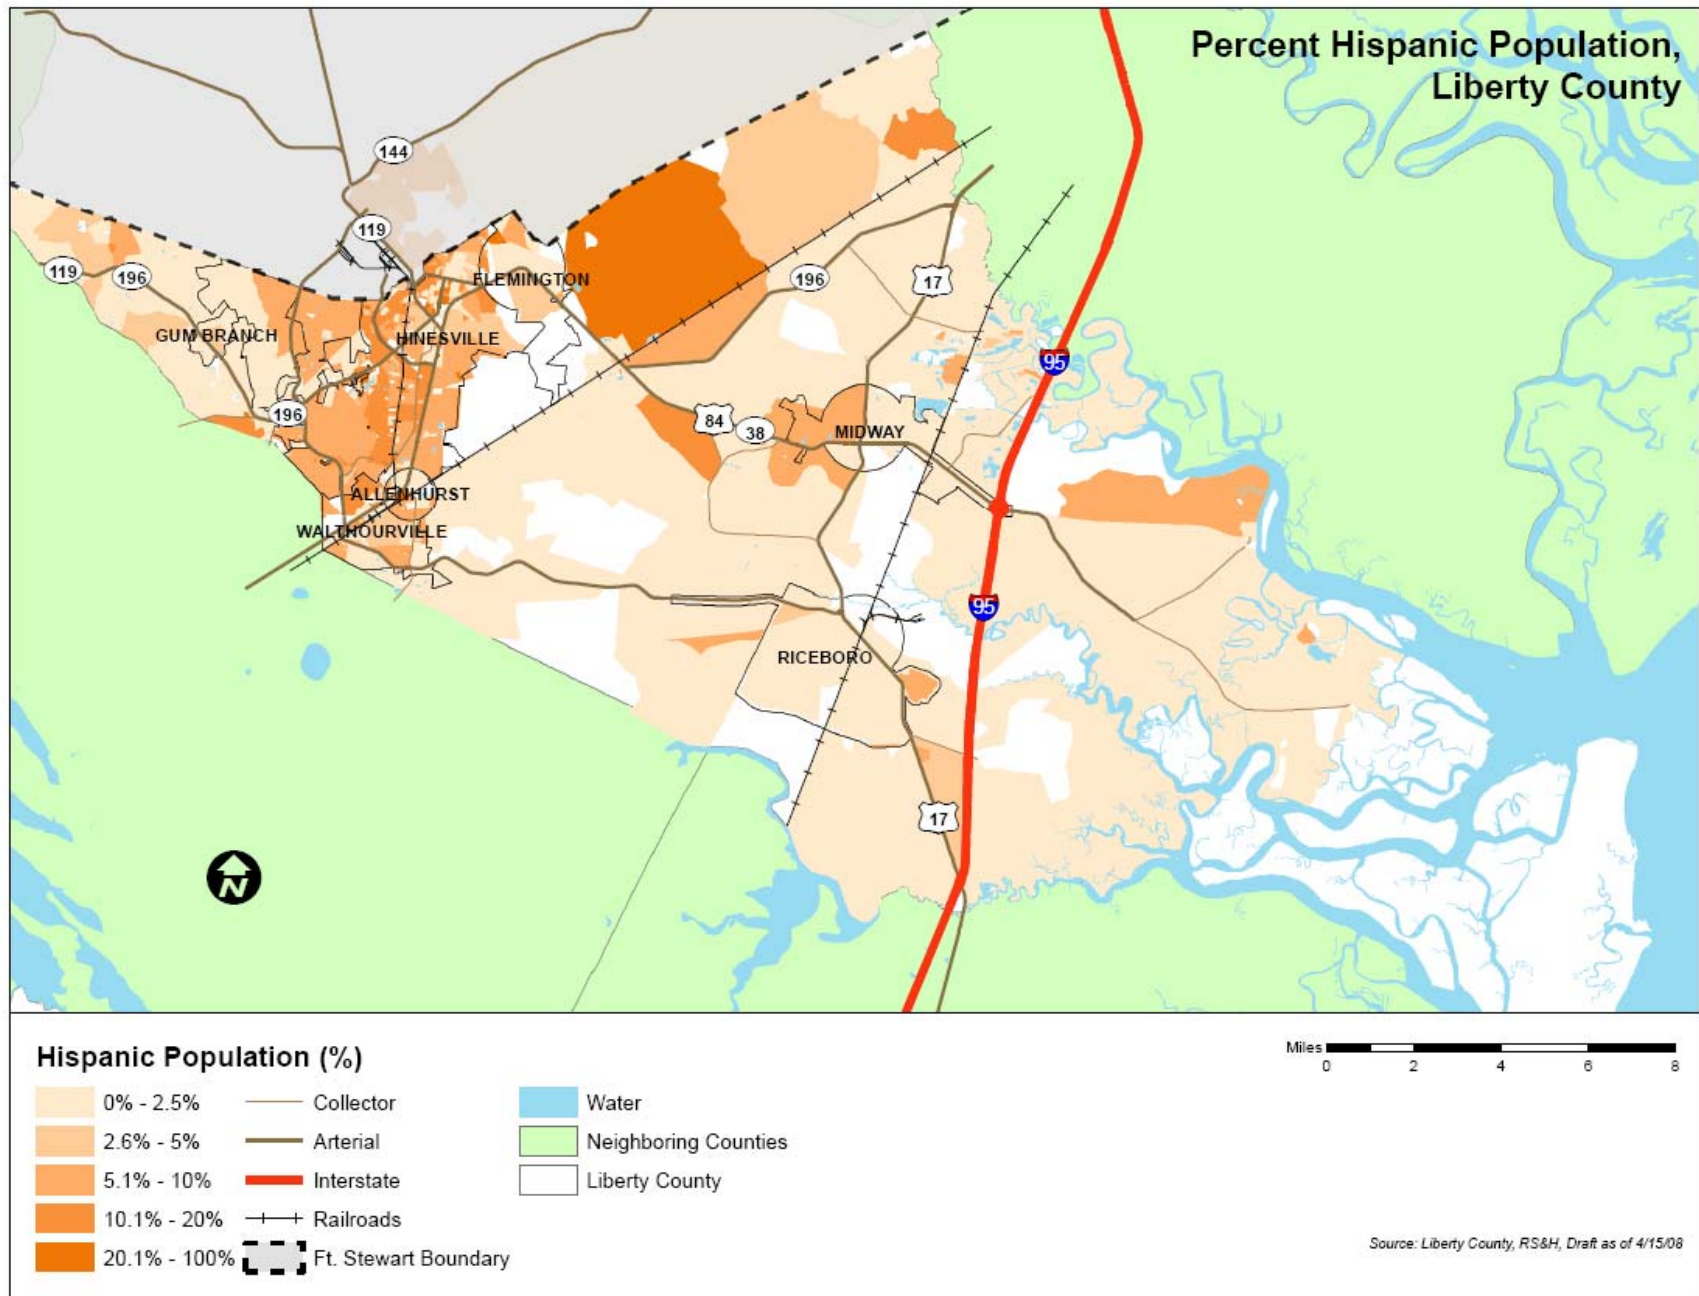 Percent Hispanic Population,
Liberty County
144
119
119
196
FLEMINGTON
196
17
GUM BRANCH
HINESVILLE
95
196
84
38
MIDWAY
ALLENHURST
WALTHOURVILLE
95
RICEBORO
17
N
Hispanic Population (%)
0% - 2.5%
2.6% - 5%
5.1% - 10%
10.1% - 20%
20.1% - 100%
Collector
Arterial
Interstate
Railroads
Ft. Stewart Boundary
Water
Neighboring Counties
Liberty County
Miles
0 2 4 6 8
Source: Liberty County, RS&H, Draft as of 4/15/08